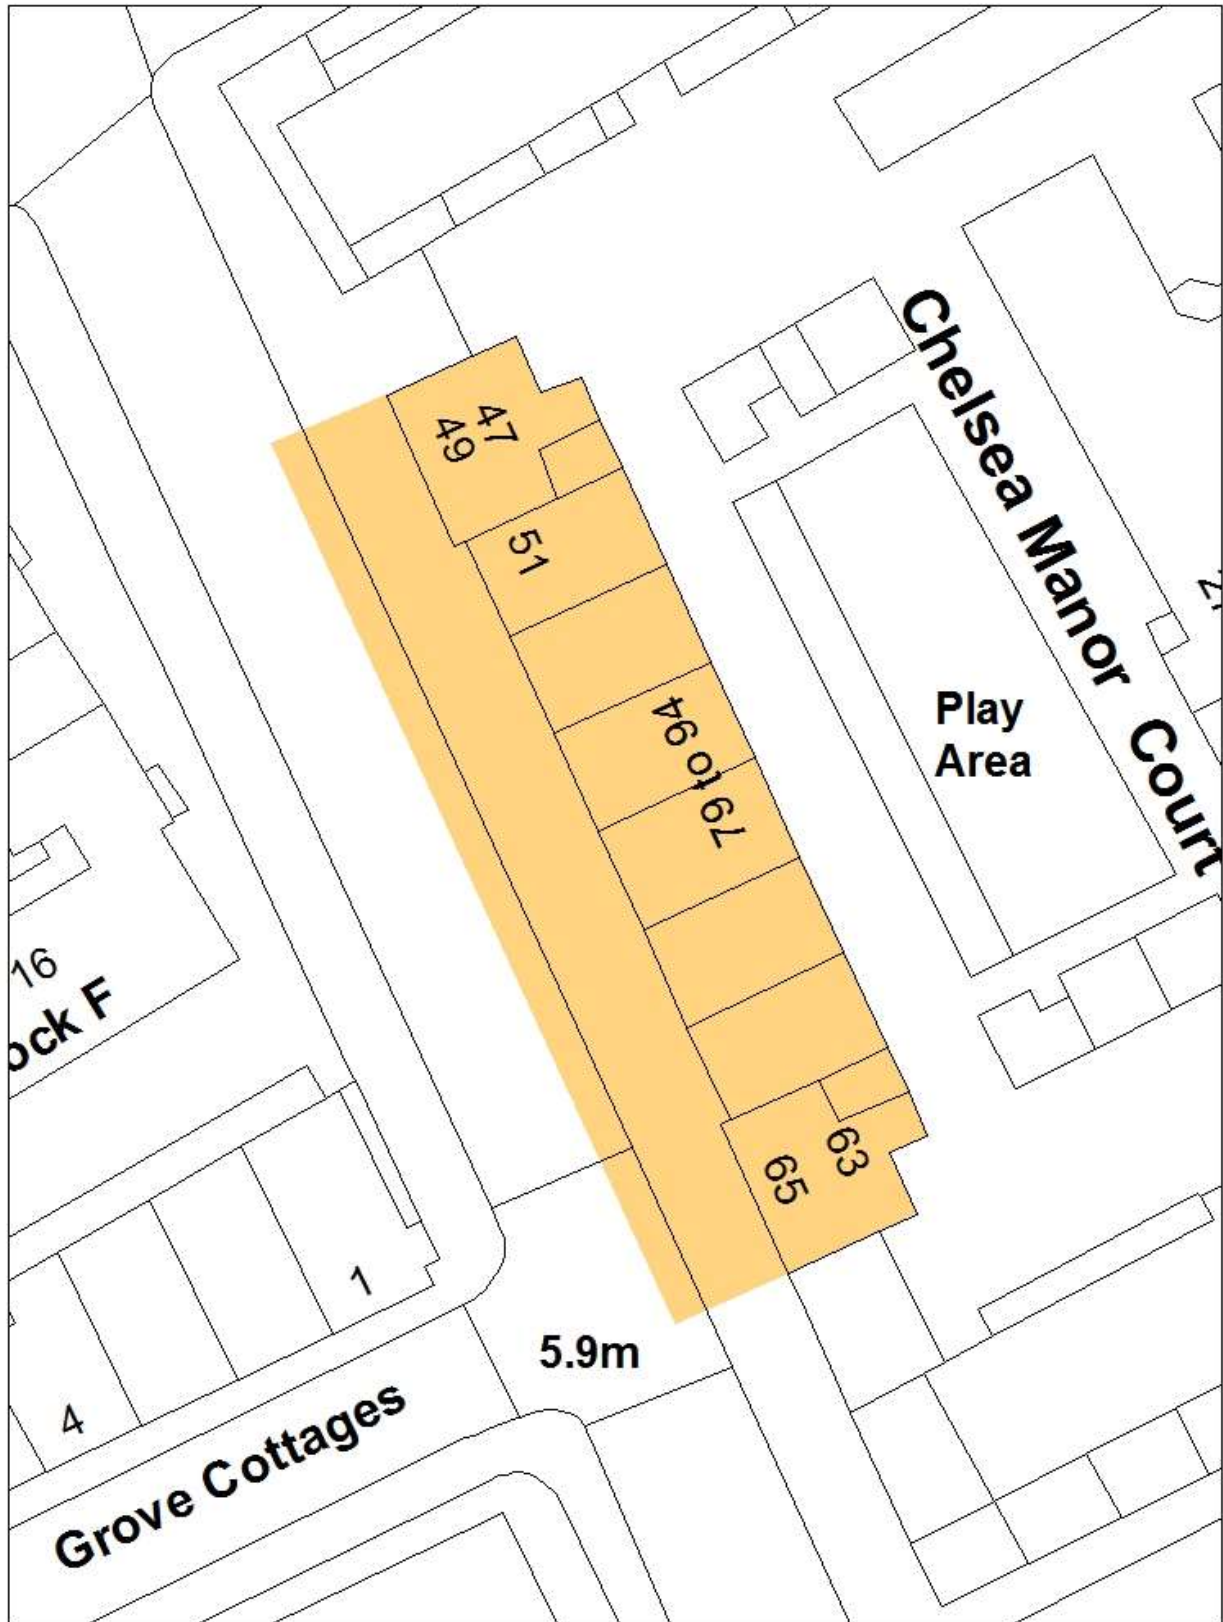 47
49
51
Chelsea Manor Court
79 to 94
Play
Area
16
ock F
63
65
1
5.9m
4
Grove Cottages